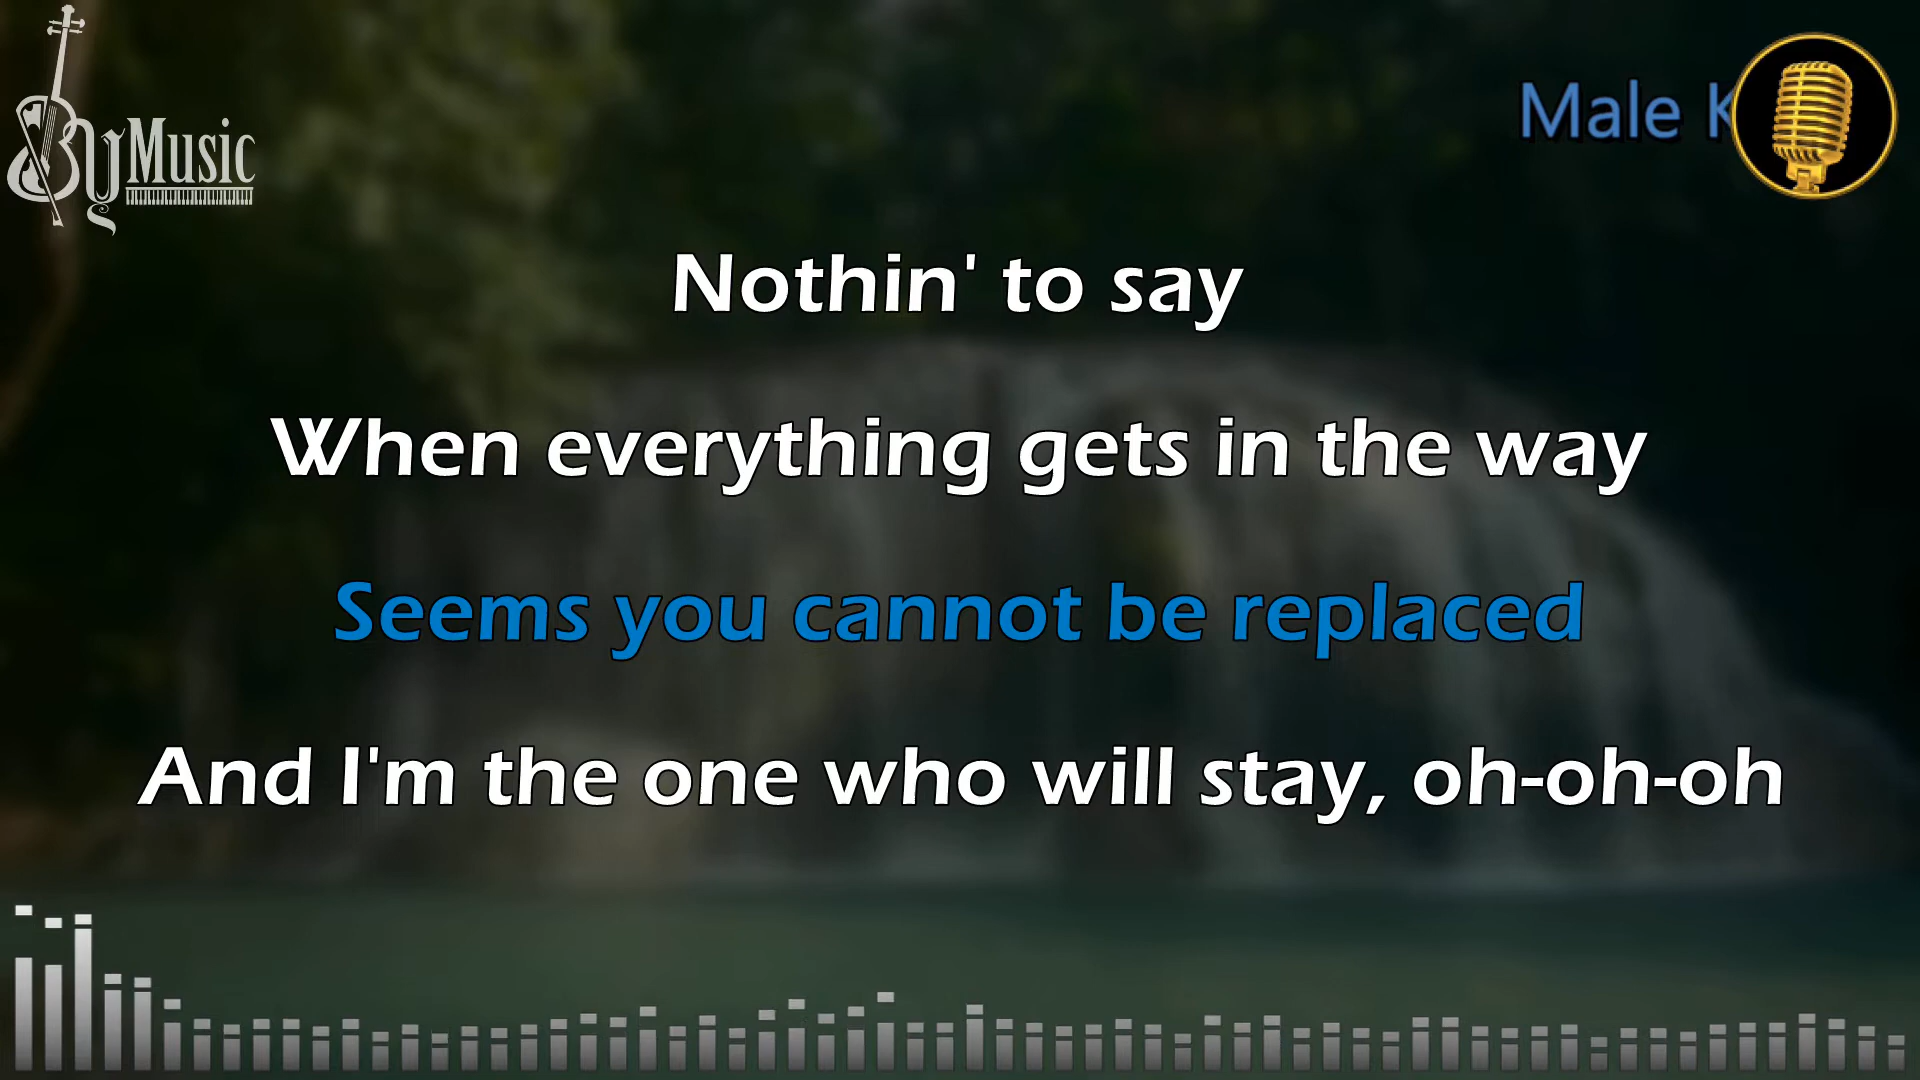 ByMusic
Male K
Nothin' to say
When everything gets in the way
Seems you cannot be replaced
And I'm the one who will stay, oh-oh-oh